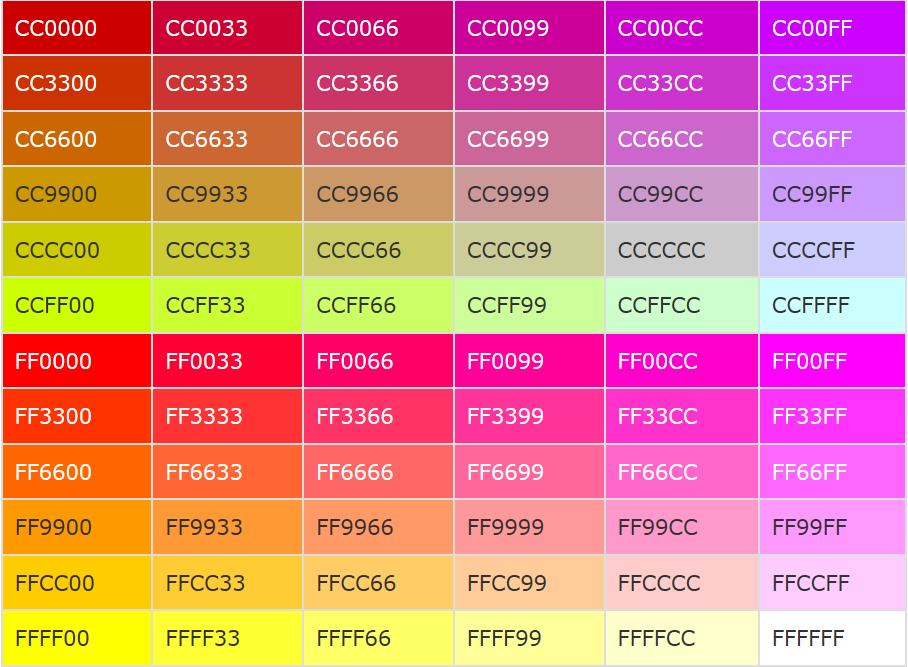 CC0000 CC0033 CC0066 CC0099 CC00CC CC00FF
CC3300 CC3333 CC3366 CC3399 CC33CC CC33FF
CC6600 CC6633 CC6666 CC6699 CC66CC CC66FF
CC9900 CC9933 CC9966 CC9999 CC99CC CC99FF
CCCC00 CCCC33 CCCC66 CCCC99 CCCCCC CCCCFF
CCFF00 CCFF33 CCFF66 CCFF99 CCFFCC CCFFFF
FF0000 FF0033 FF0066 FF0099 FF00CC FF00FF
FF3300 FF3333 FF3366 FF3399 FF33CC FF33FF
FF6600 FF6633 FF6666 FF6699 FF66CC FF66FF
FF9900 FF9933 FF9966 FF9999 FF99CC FF99FF
FFCC00 FFCC33 FFCC66 FFCC99 FFCCCC FFCCFF
FFFF00 FFFF33 FFFF66 FFFF99 FFFFCC FFFFFF